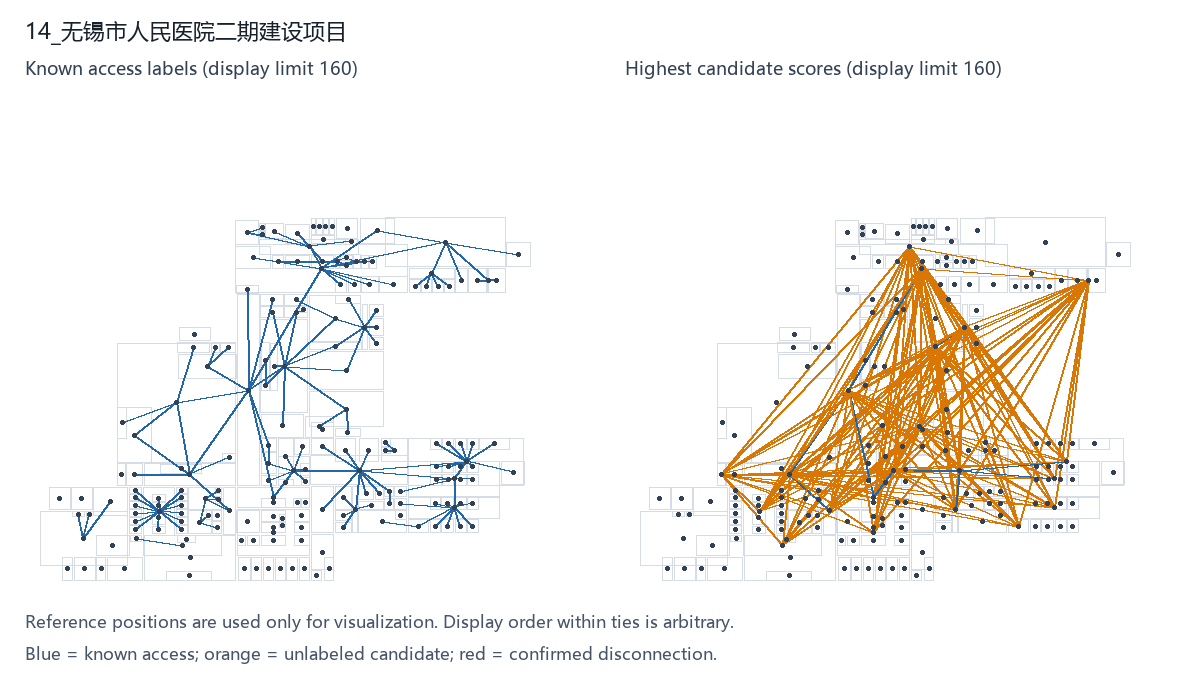 14_无锡市人民医院二期建设项目
Known access labels (display limit 160)
Highest candidate scores (display limit 160)
Reference positions are used only for visualization. Display order within ties is arbitrary.
Blue = known access; orange = unlabeled candidate; red = confirmed disconnection.